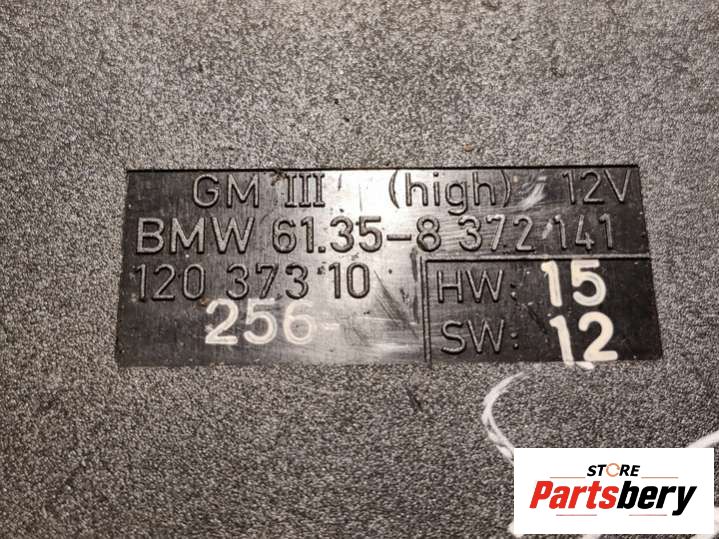 GM III (high) 12V
BMW 61.35-8 372 141
120 373 10
256-
HW: 15
SW: 12
STORE
Partsbery